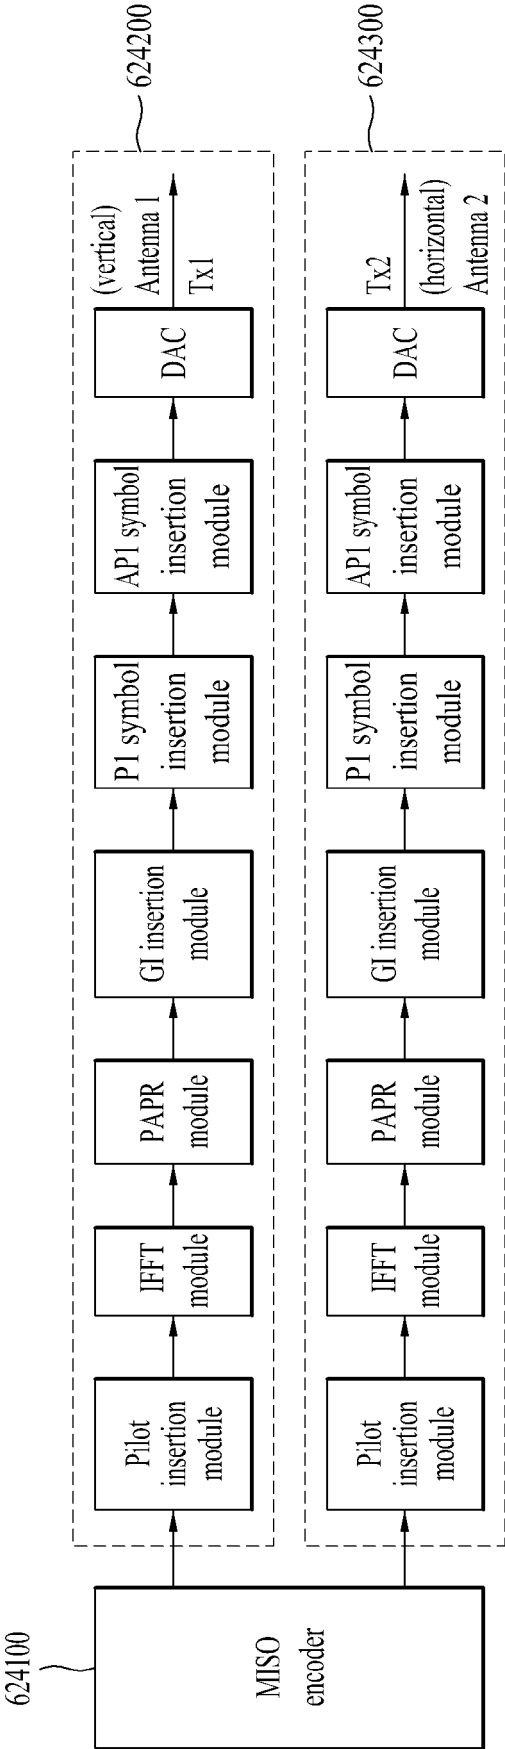 624100
MISO
encoder
624200
Pilot
insertion
module
IFFT
module
PAPR
module
GI insertion
module
P1 symbol
insertion
module
AP1 symbol
insertion
module
DAC
(vertical)
Antenna 1
Tx1
624300
Pilot
insertion
module
IFFT
module
PAPR
module
GI insertion
module
P1 symbol
insertion
module
AP1 symbol
insertion
module
DAC
Tx2
(horizontal)
Antenna 2